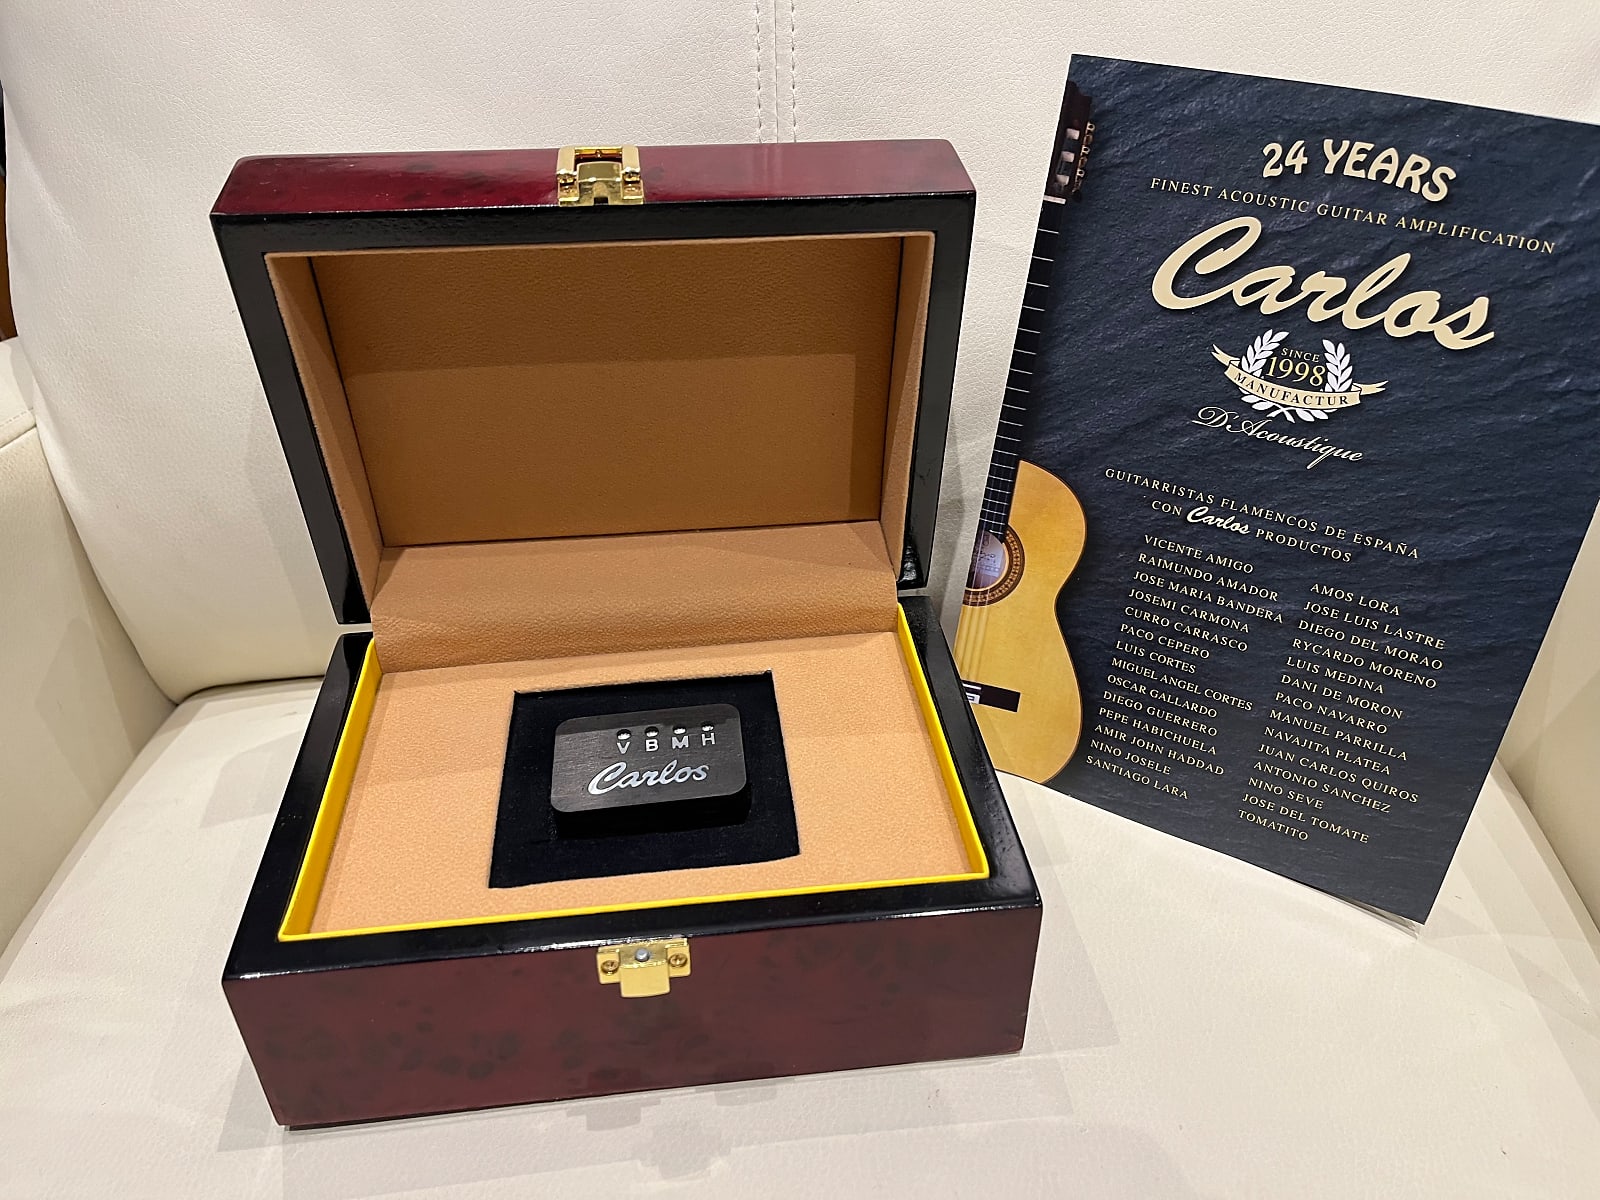 V B M H
Carlos
24 YEARS
FINEST ACOUSTIC GUITAR AMPLIFICATION
Carlos
SINCE
1998
MANUFACTUR
D'Acoustique
GUITARRISTAS FLAMENCOS DE ESPAÑA
CON Carlos PRODUCTOS
VICENTE AMIGO
RAIMUNDO AMADOR
JOSE MARIA BANDERA
JOSEMI CARMONA
CURRO CARRASCO
PACO CEPERO
LUIS CORTES
MIGUEL ANGEL CORTES
OSCAR GALLARDO
DIEGO GUERRERO
PEPE HABICHUELA
AMIR JOHN HADDAD
NINO JOSELE
SANTIAGO LARA
AMOS LORA
JOSE LUIS LASTRE
DIEGO DEL MORAO
RYCARDO MORENO
LUIS MEDINA
DANI DE MORON
PACO NAVARRO
MANUEL PARRILLA
NAVAJITA PLATEA
JUAN CARLOS QUIROS
ANTONIO SANCHEZ
NINO SEVE
JOSE DEL TOMATE
TOMATITO